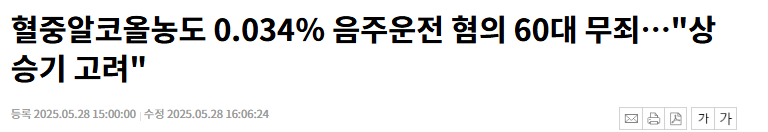 혈중알코올농도 0.034% 음주운전 혐의 60대 무죄…"상
승기 고려"
등록 2025.05.28 15:00:00 | 수정 2025.05.28 16:06:24
가 가